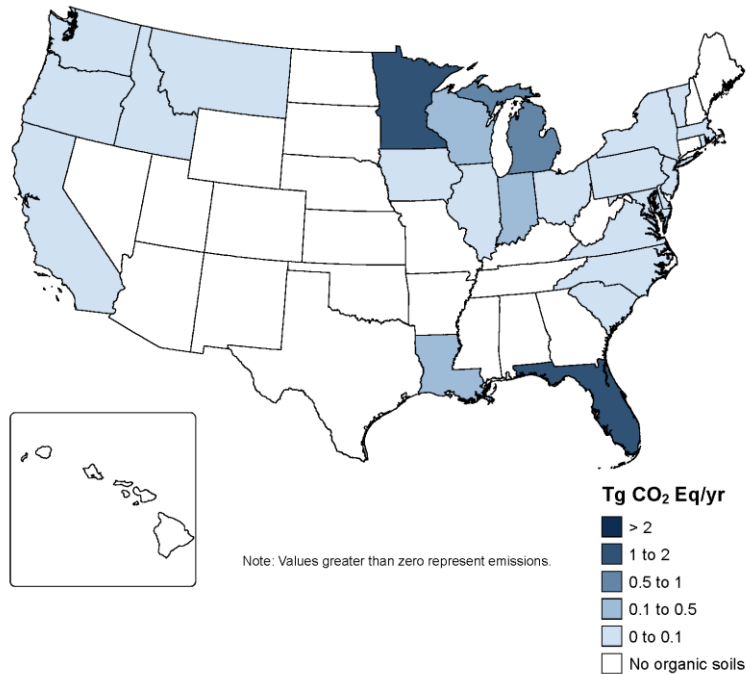 Tg CO₂ Eq/yr
> 2
1 to 2
0.5 to 1
0.1 to 0.5
0 to 0.1
No organic soils
Note: Values greater than zero represent emissions.